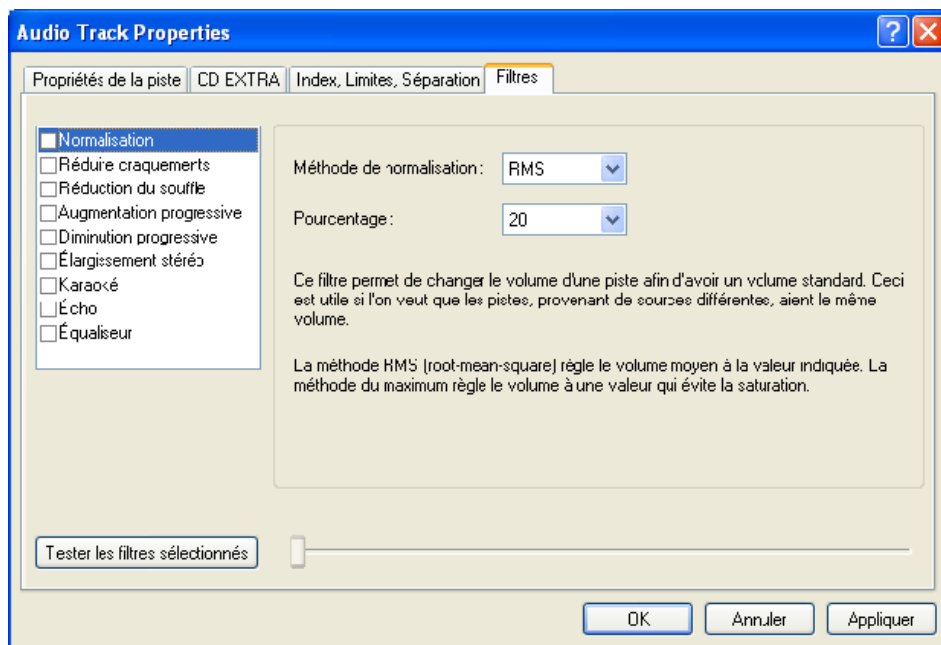 Audio Track Properties
Propriétés de la piste CD EXTRA Index, Limites, Séparation Filtres
Normalisation
Réduire craquements
Réduction du souffle
Augmentation progressive
Diminution progressive
Élargissement stéréo
Karaoké
Écho
Équaliseur
Méthode de normalisation: RMS
Pourcentage: 20
Ce filtre permet de changer le volume d'une piste afin d'avoir un volume standard. Ceci
est utile si l'on veut que les pistes, provenant de sources différentes, aient le même
volume.
La méthode RMS (root-mean-square) règle le volume moyen à la valeur indiquée. La
méthode du maximum règle le volume à une valeur qui évite la saturation.
Tester les filtres sélectionnés
OK Annuler Appliquer